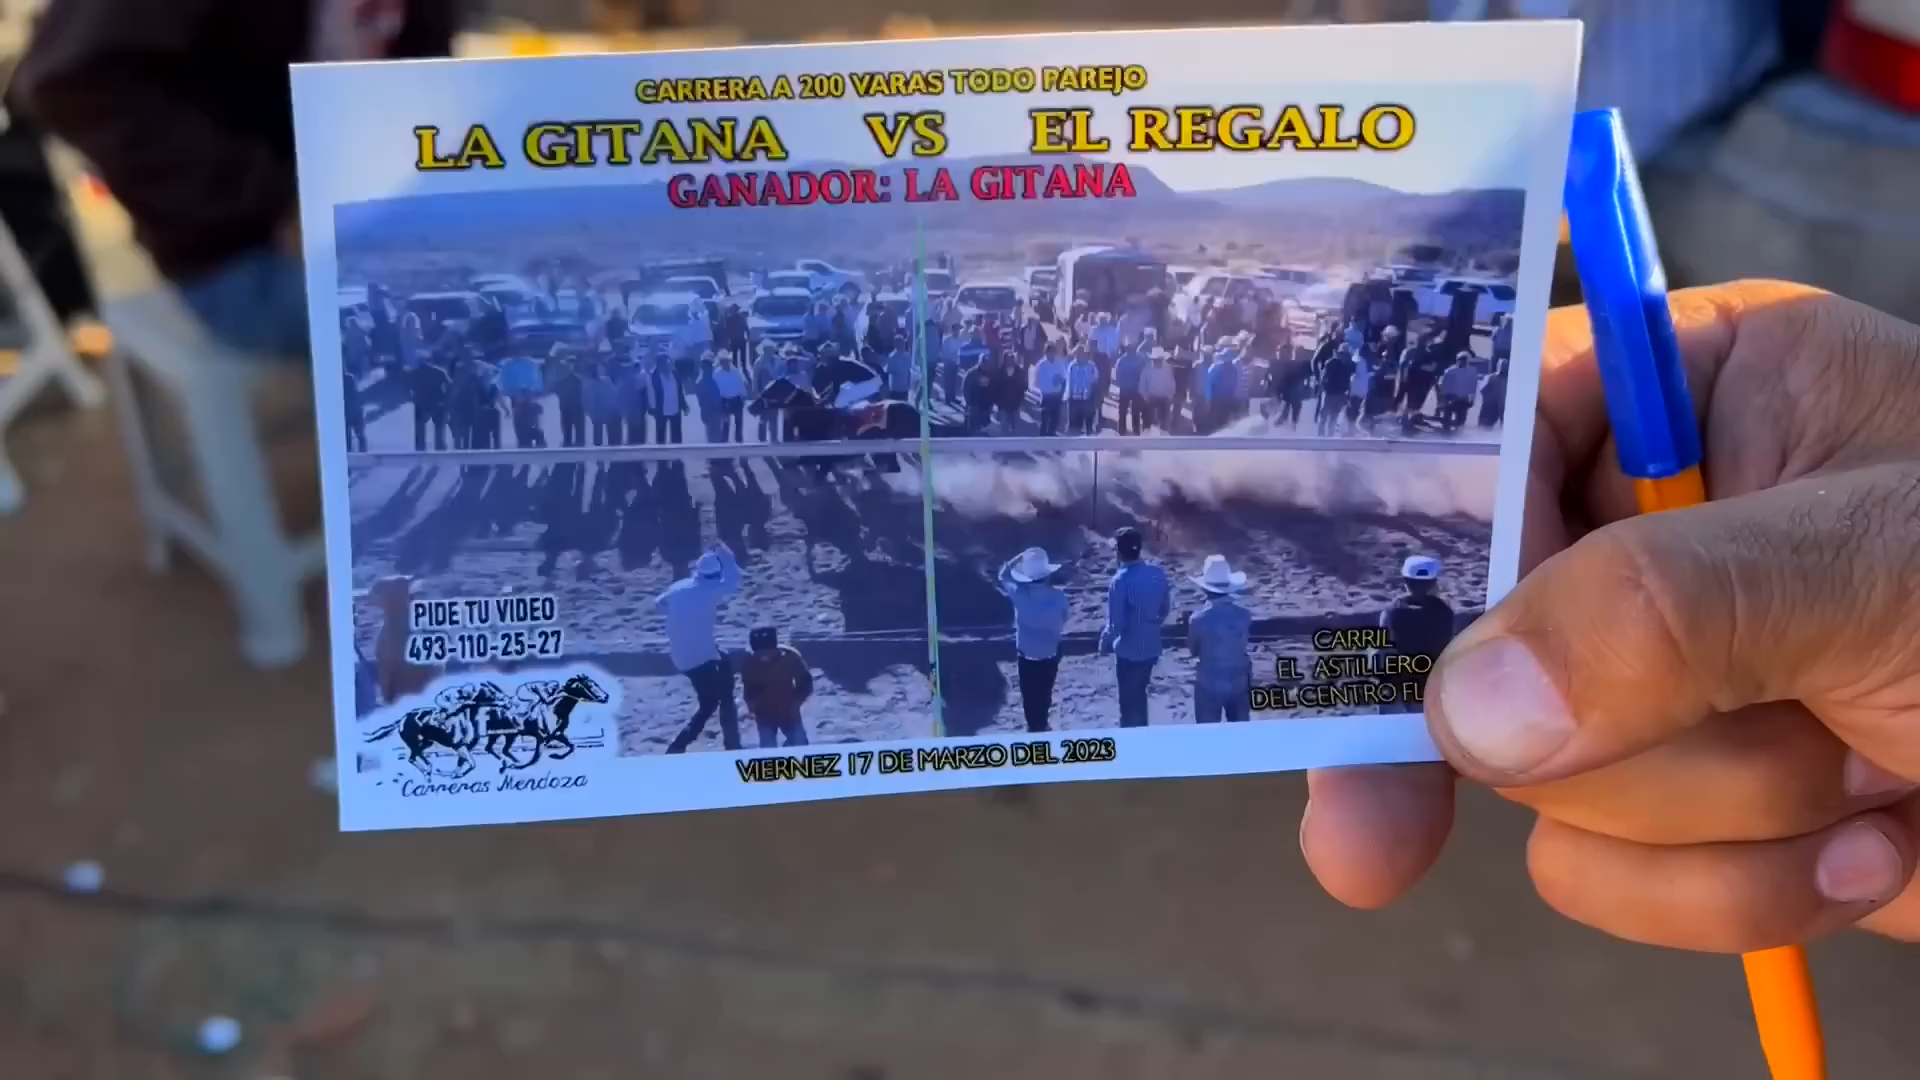 CARRERA A 200 VARAS TODO PAREJO
LA GITANA VS EL REGALO
GANADOR: LA GITANA
PIDE TU VIDEO
493-110-25-27
Carreras Mendoza
CARRIL
EL ASTILLERO
DEL CENTRO
VIERNEZ 17 DE MARZO DEL 2023